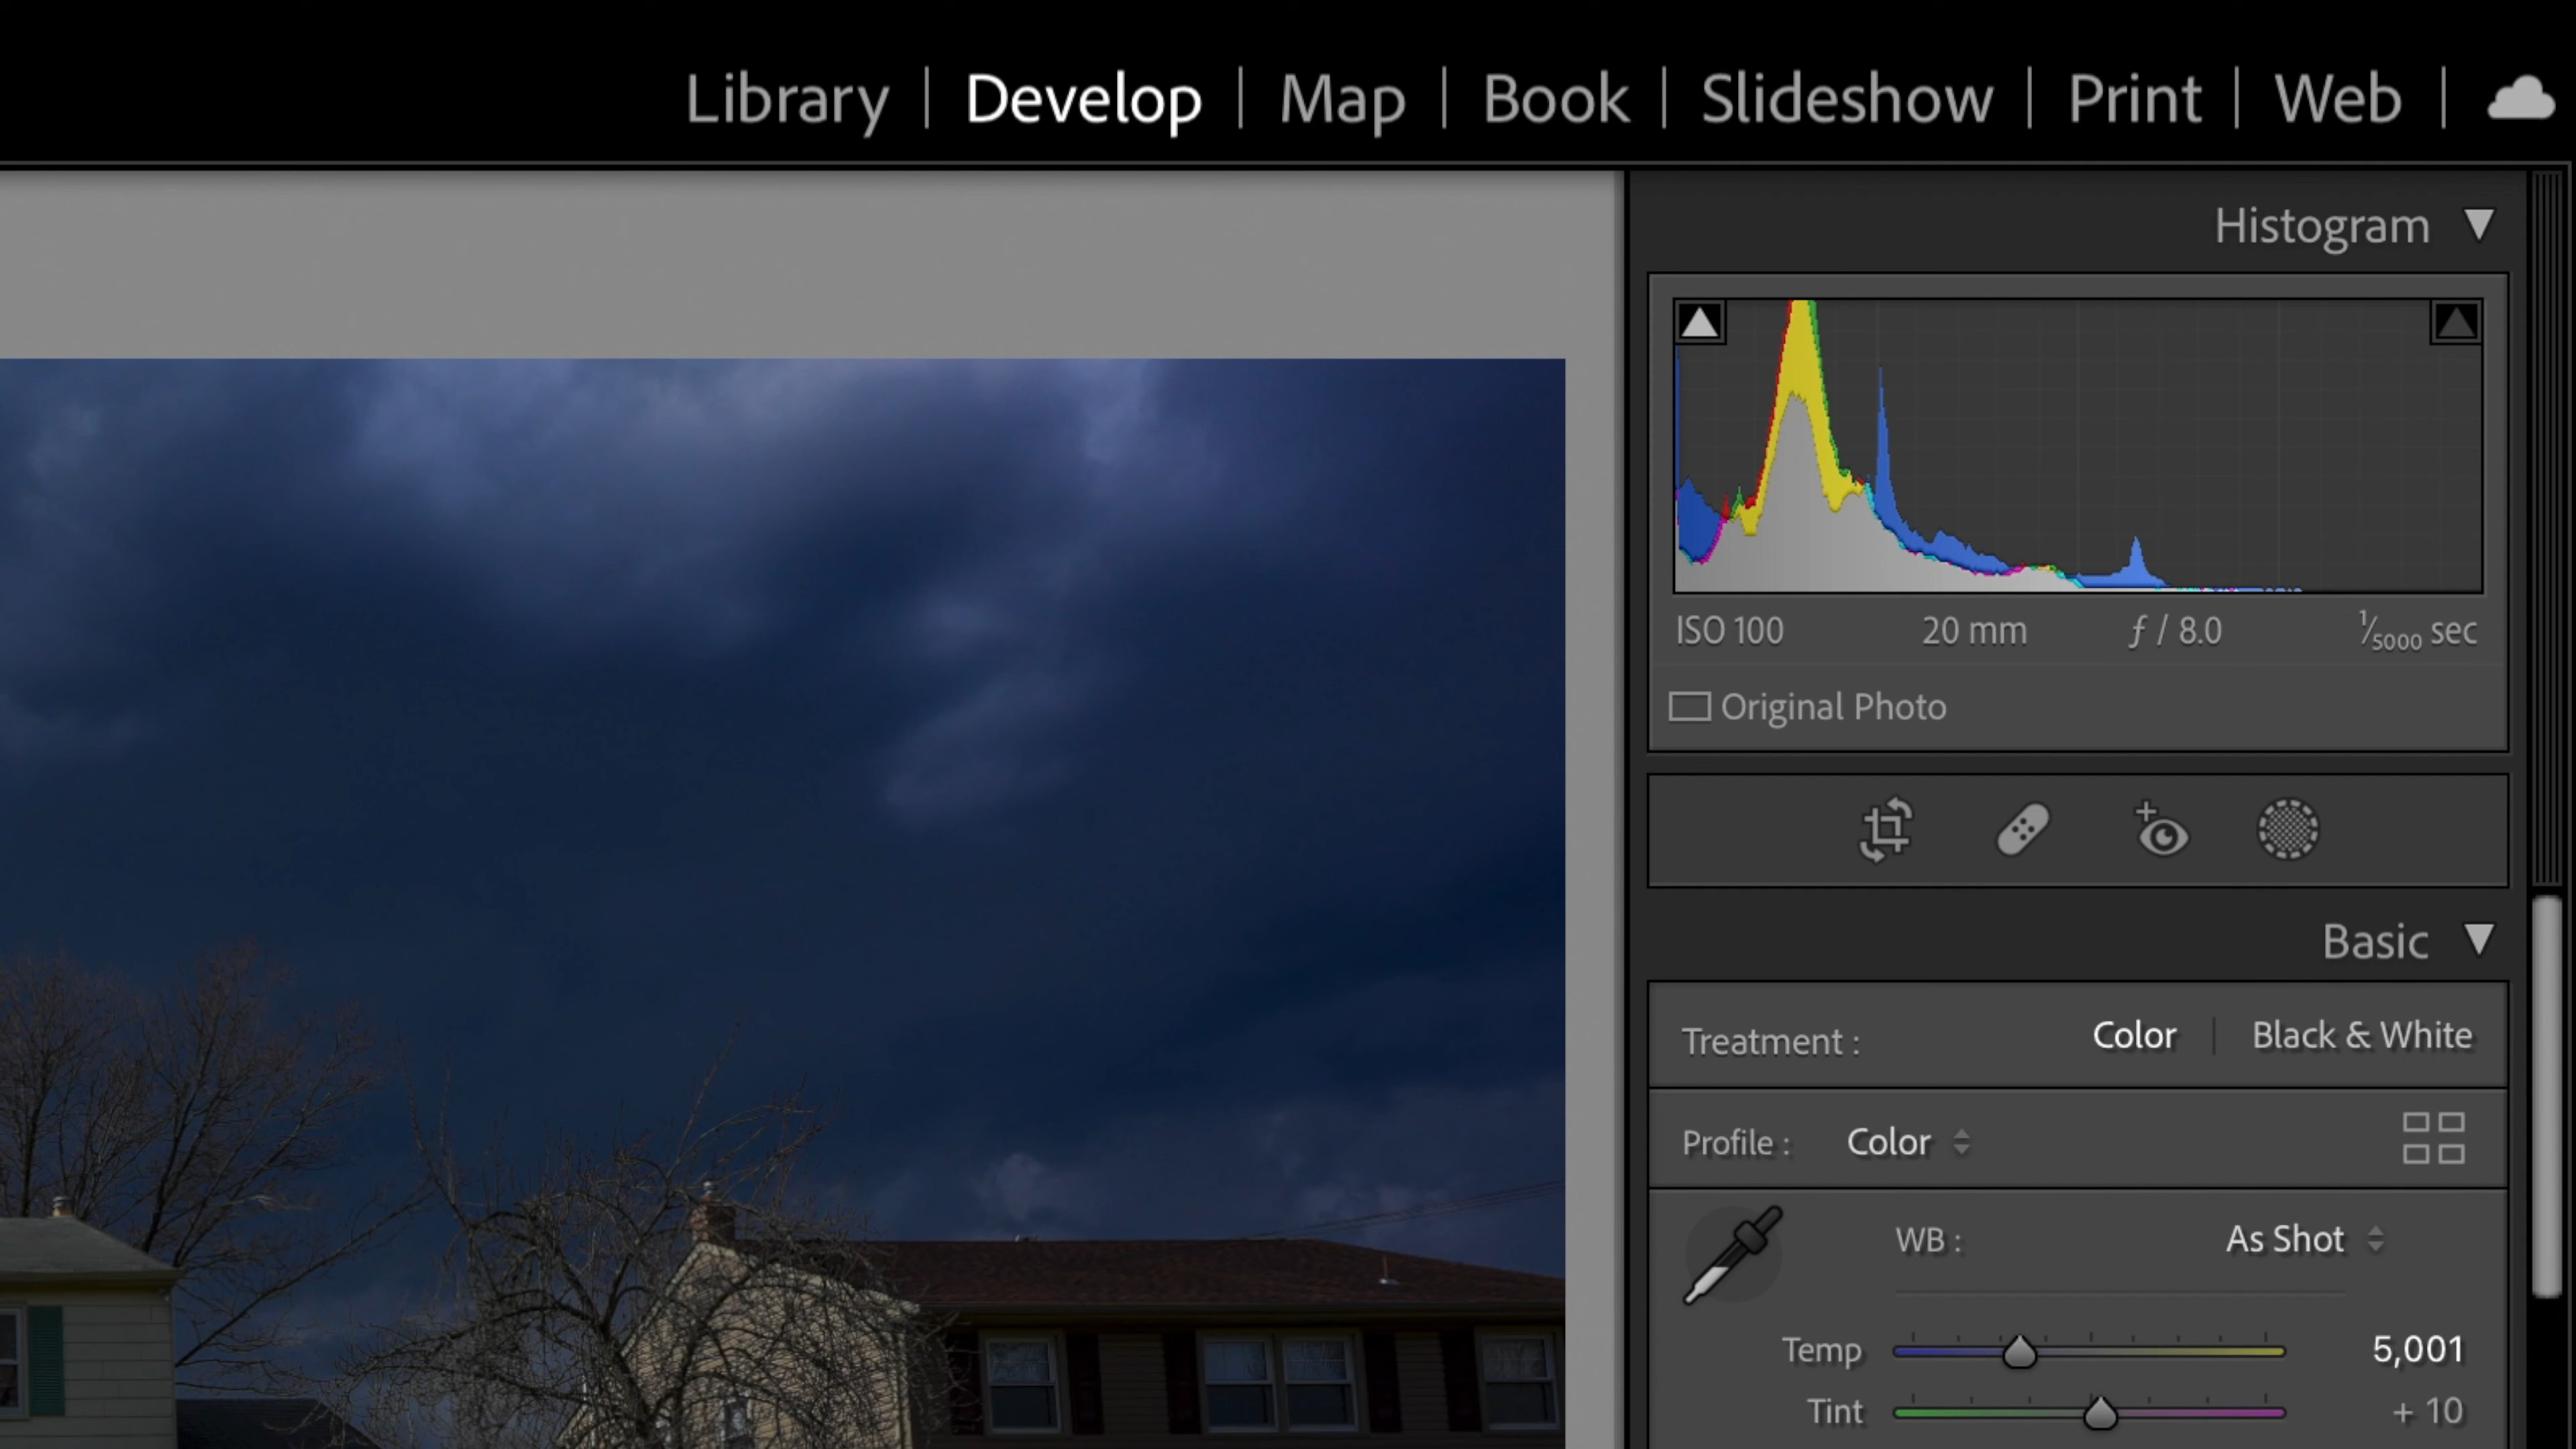 Library | Develop | Map | Book | Slideshow | Print | Web |
Histogram
ISO 100 20 mm ƒ / 8.0 1/5000 sec
Original Photo
Basic
Treatment : Color | Black & White
Profile : Color
WB : As Shot
Temp 5,001
Tint + 10